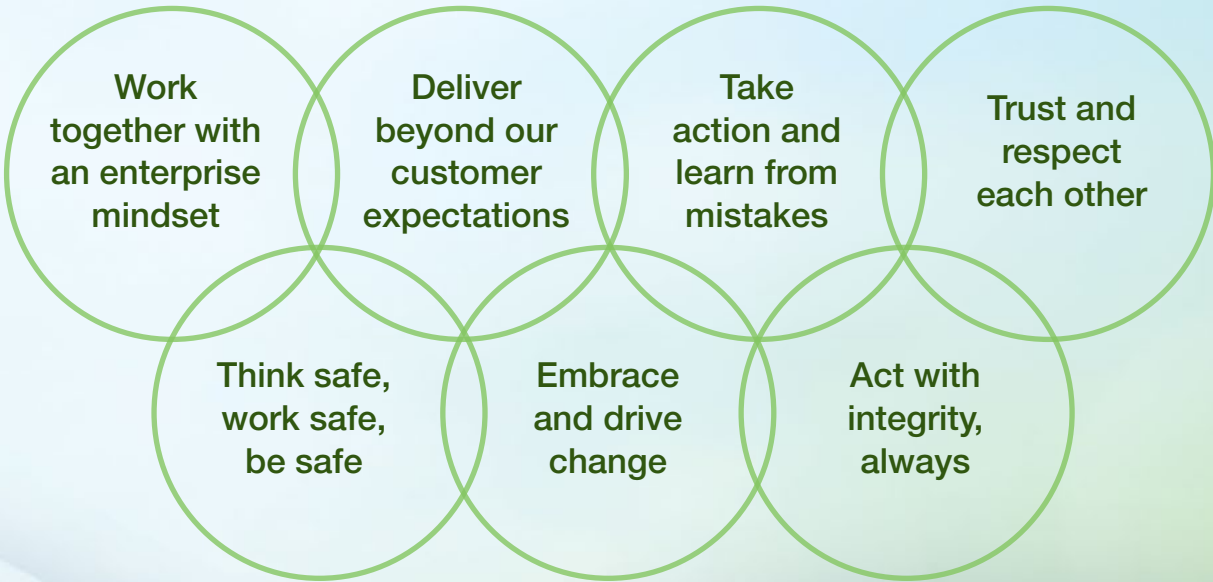 Work
together with
an enterprise
mindset
Deliver
beyond our
customer
expectations
Take
action and
learn from
mistakes
Trust and
respect
each other
Think safe,
work safe,
be safe
Embrace
and drive
change
Act with
integrity,
always